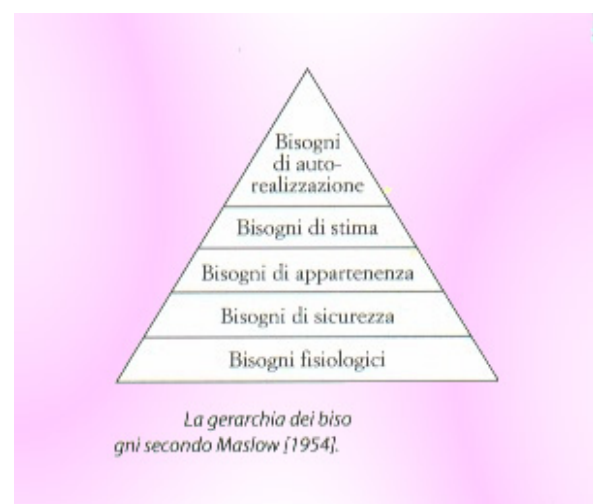 Bisogni
di auto-
realizzazione
Bisogni di stima
Bisogni di appartenenza
Bisogni di sicurezza
Bisogni fisiologici
La gerarchia dei biso
gni secondo Maslow [1954].